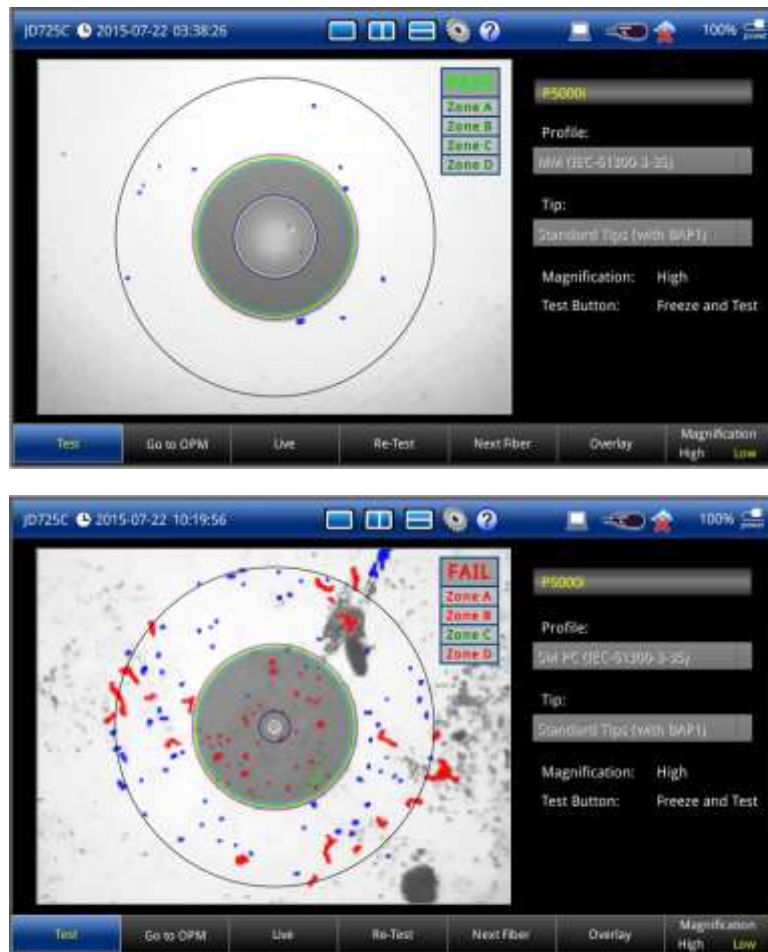 JD725C 2015-07-22 03:38:26
100%
PASS
Zone A
Zone B
Zone C
Zone D
P5000i
Profile:
MM (IEC-61300-3-35)
Tip:
Standard Tips (with BAP1)
Magnification: High
Test Button: Freeze and Test
Test
Go to OPM
Live
Re-Test
Next Fiber
Overlay
Magnification
High Low
JD725C 2015-07-22 10:19:56
100%
FAIL
Zone A
Zone B
Zone C
Zone D
P5000i
Profile:
SM PC (IEC-61300-3-35)
Tip:
Standard Tips (with BAP1)
Magnification: High
Test Button: Freeze and Test
Test
Go to OPM
Live
Re-Test
Next Fiber
Overlay
Magnification
High Low